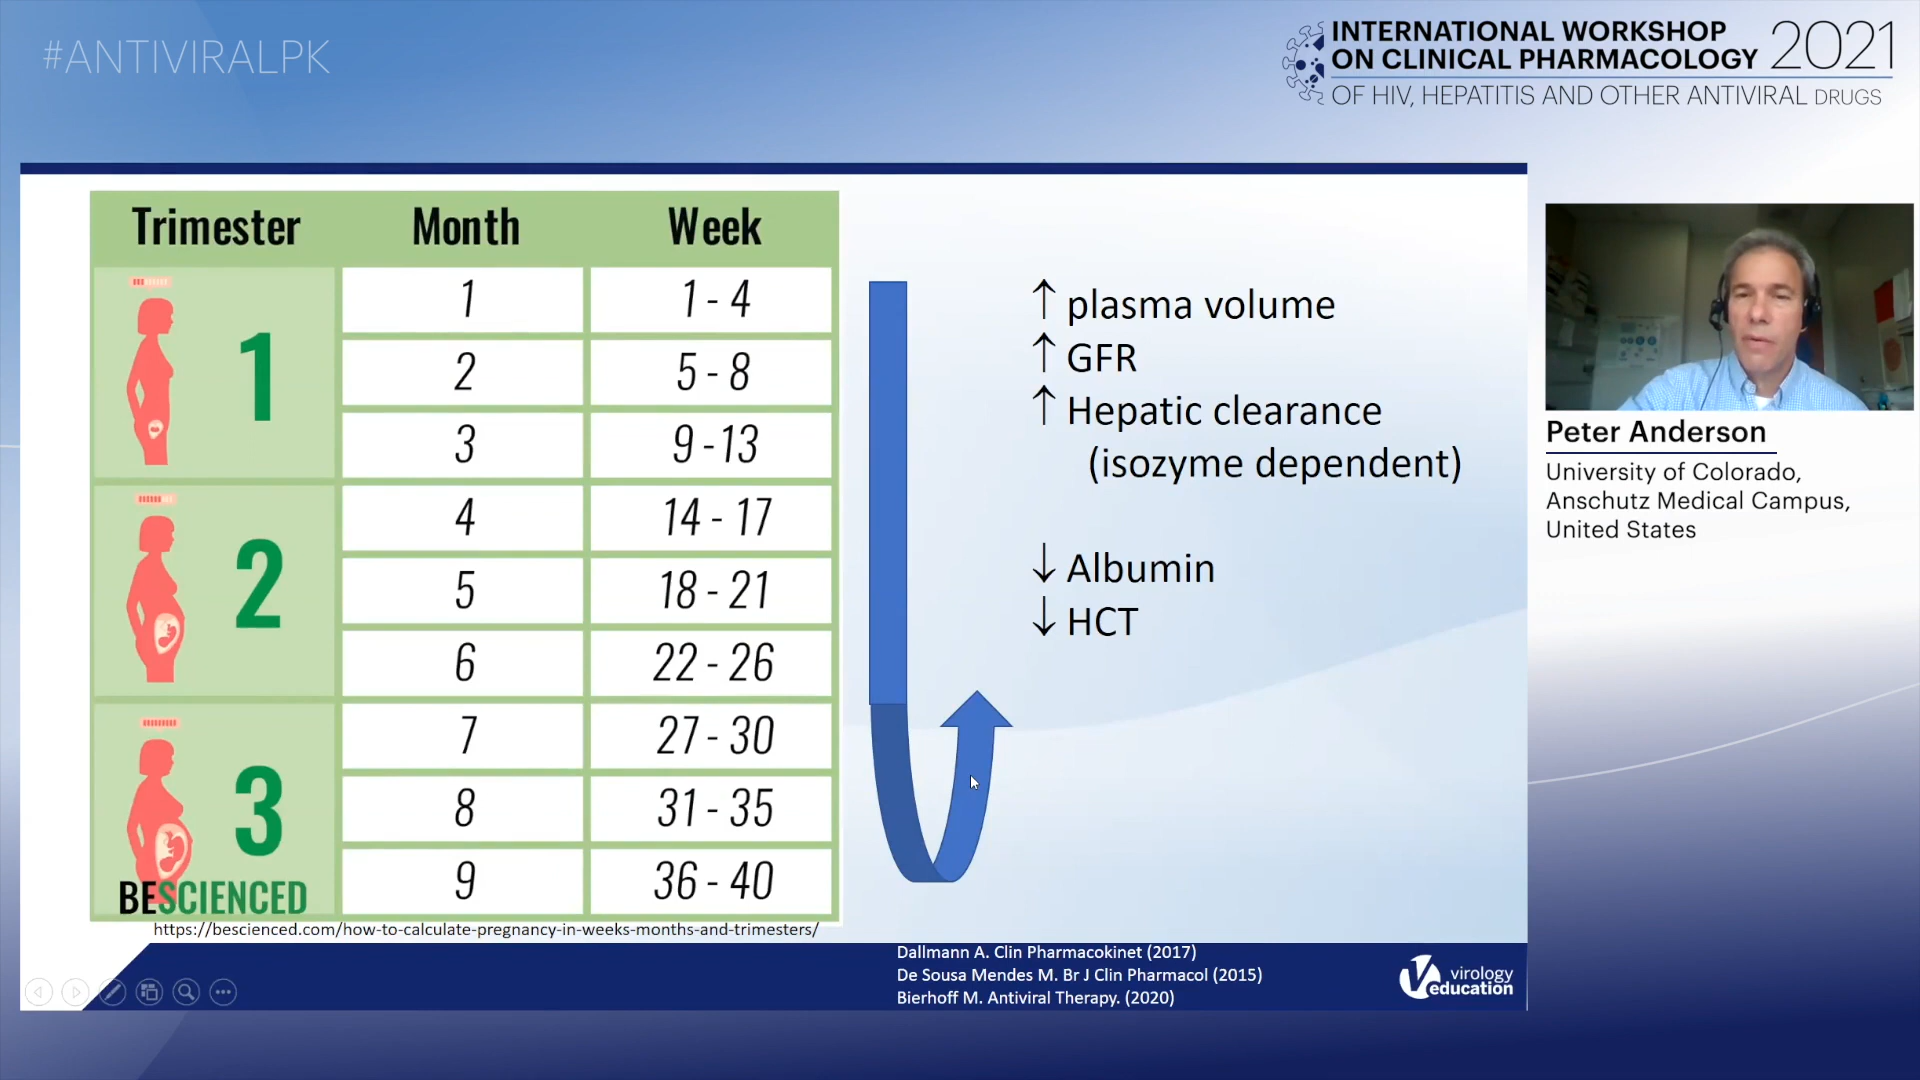 #ANTIVIRALPK
INTERNATIONAL WORKSHOP
ON CLINICAL PHARMACOLOGY 2021
OF HIV, HEPATITIS AND OTHER ANTIVIRAL DRUGS
Trimester Month Week
1
1 1 - 4
2 5 - 8
3 9 - 13
2
4 14 - 17
5 18 - 21
6 22 - 26
3
7 27 - 30
8 31 - 35
9 36 - 40
BESCIENCED
https://bescienced.com/how-to-calculate-pregnancy-in-weeks-months-and-trimesters/
↑ plasma volume
↑ GFR
↑ Hepatic clearance
(isozyme dependent)
↓ Albumin
↓ HCT
Peter Anderson
University of Colorado,
Anschutz Medical Campus,
United States
Dallmann A. Clin Pharmacokinet (2017)
De Sousa Mendes M. Br J Clin Pharmacol (2015)
Bierhoff M. Antiviral Therapy. (2020)
virology
education